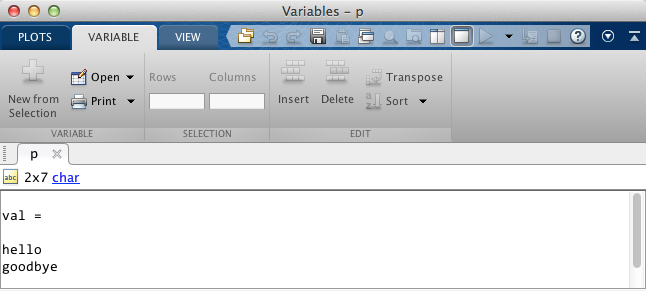 Variables - p
PLOTS VARIABLE VIEW
New from Selection
Open
Print
Rows Columns
Insert
Delete
Transpose
Sort
VARIABLE SELECTION EDIT
p
abc 2x7 char
val =
hello
goodbye